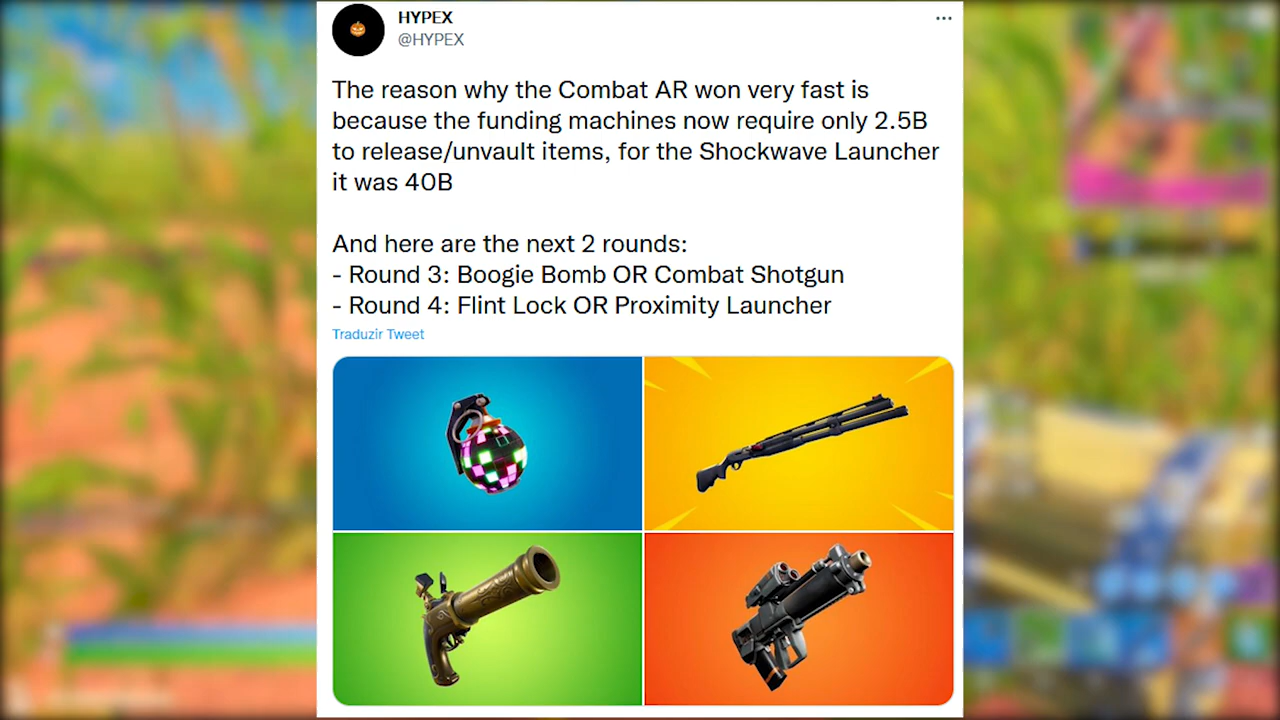 HYPEX
@HYPEX
The reason why the Combat AR won very fast is
because the funding machines now require only 2.5B
to release/unvault items, for the Shockwave Launcher
it was 40B
And here are the next 2 rounds:
- Round 3: Boogie Bomb OR Combat Shotgun
- Round 4: Flint Lock OR Proximity Launcher
Traduzir Tweet